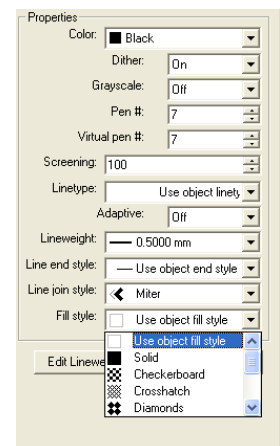 Properties
Color: Black
Dither: On
Grayscale: Off
Pen #: 7
Virtual pen #: 7
Screening: 100
Linetype: Use object linety
Adaptive: Off
Lineweight: 0.5000 mm
Line end style: Use object end style
Line join style: Miter
Fill style: Use object fill style
Use object fill style
Edit Linewe
Solid
Checkerboard
Crosshatch
Diamonds